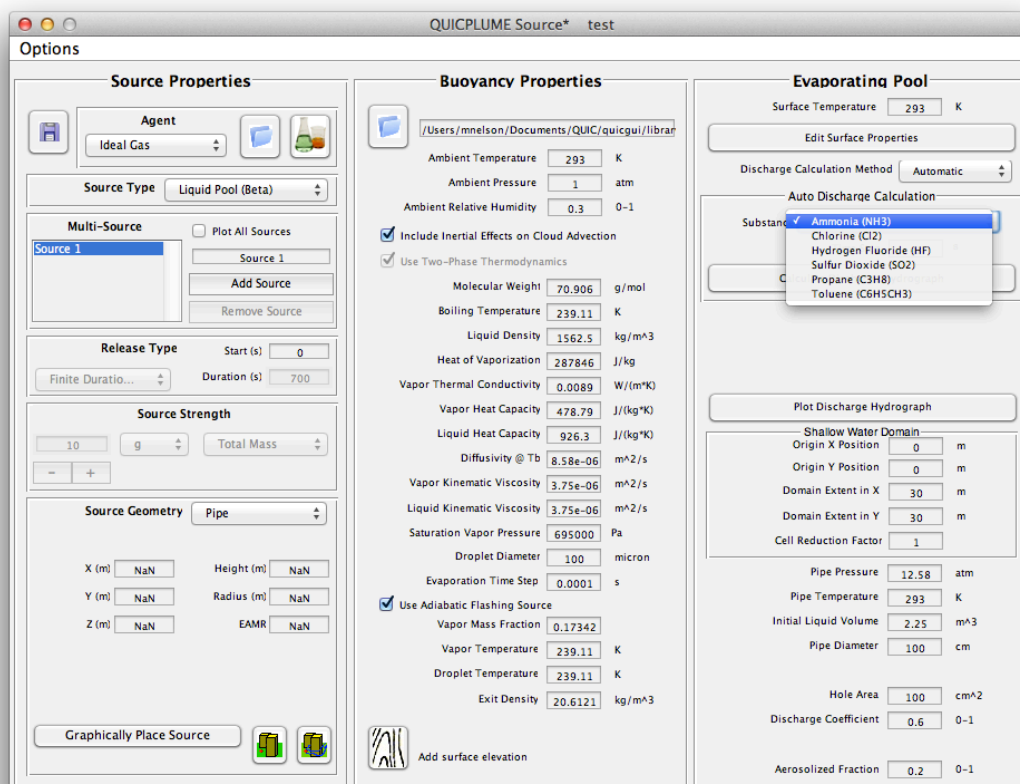 QUICPLUME Source* test
Options
Source Properties
Agent
Ideal Gas
Source Type Liquid Pool (Beta)
Multi-Source
Plot All Sources
Source 1
Source 1
Add Source
Remove Source
Release Type
Start (s) 0
Finite Duratio...
Duration (s) 700
Source Strength
10 g Total Mass
- +
Source Geometry Pipe
X (m) NaN Height (m) NaN
Y (m) NaN Radius (m) NaN
Z (m) NaN EAMR NaN
Graphically Place Source
Buoyancy Properties
/Users/mnelson/Documents/QUIC/quicgui/librar
Ambient Temperature 293 K
Ambient Pressure 1 atm
Ambient Relative Humidity 0.3 0-1
Include Inertial Effects on Cloud Advection
Use Two-Phase Thermodynamics
Molecular Weight 70.906 g/mol
Boiling Temperature 239.11 K
Liquid Density 1562.5 kg/m^3
Heat of Vaporization 287846 J/kg
Vapor Thermal Conductivity 0.0089 W/(m*K)
Vapor Heat Capacity 478.79 J/(kg*K)
Liquid Heat Capacity 926.3 J/(kg*K)
Diffusivity @ Tb 8.58e-06 m^2/s
Vapor Kinematic Viscosity 3.75e-06 m^2/s
Liquid Kinematic Viscosity 3.75e-06 m^2/s
Saturation Vapor Pressure 695000 Pa
Droplet Diameter 100 micron
Evaporation Time Step 0.0001 s
Use Adiabatic Flashing Source
Vapor Mass Fraction 0.17342
Vapor Temperature 239.11 K
Droplet Temperature 239.11 K
Exit Density 20.6121 kg/m^3
Add surface elevation
Evaporating Pool
Surface Temperature 293 K
Edit Surface Properties
Discharge Calculation Method Automatic
Auto Discharge Calculation
Substanc
Ammonia (NH3)
Chlorine (Cl2)
Hydrogen Fluoride (HF)
Sulfur Dioxide (SO2)
Propane (C3H8)
Toluene (C6H5CH3)
Plot Discharge Hydrograph
Shallow Water Domain
Origin X Position 0 m
Origin Y Position 0 m
Domain Extent in X 30 m
Domain Extent in Y 30 m
Cell Reduction Factor 1
Pipe Pressure 12.58 atm
Pipe Temperature 293 K
Initial Liquid Volume 2.25 m^3
Pipe Diameter 100 cm
Hole Area 100 cm^2
Discharge Coefficient 0.6 0-1
Aerosolized Fraction 0.2 0-1